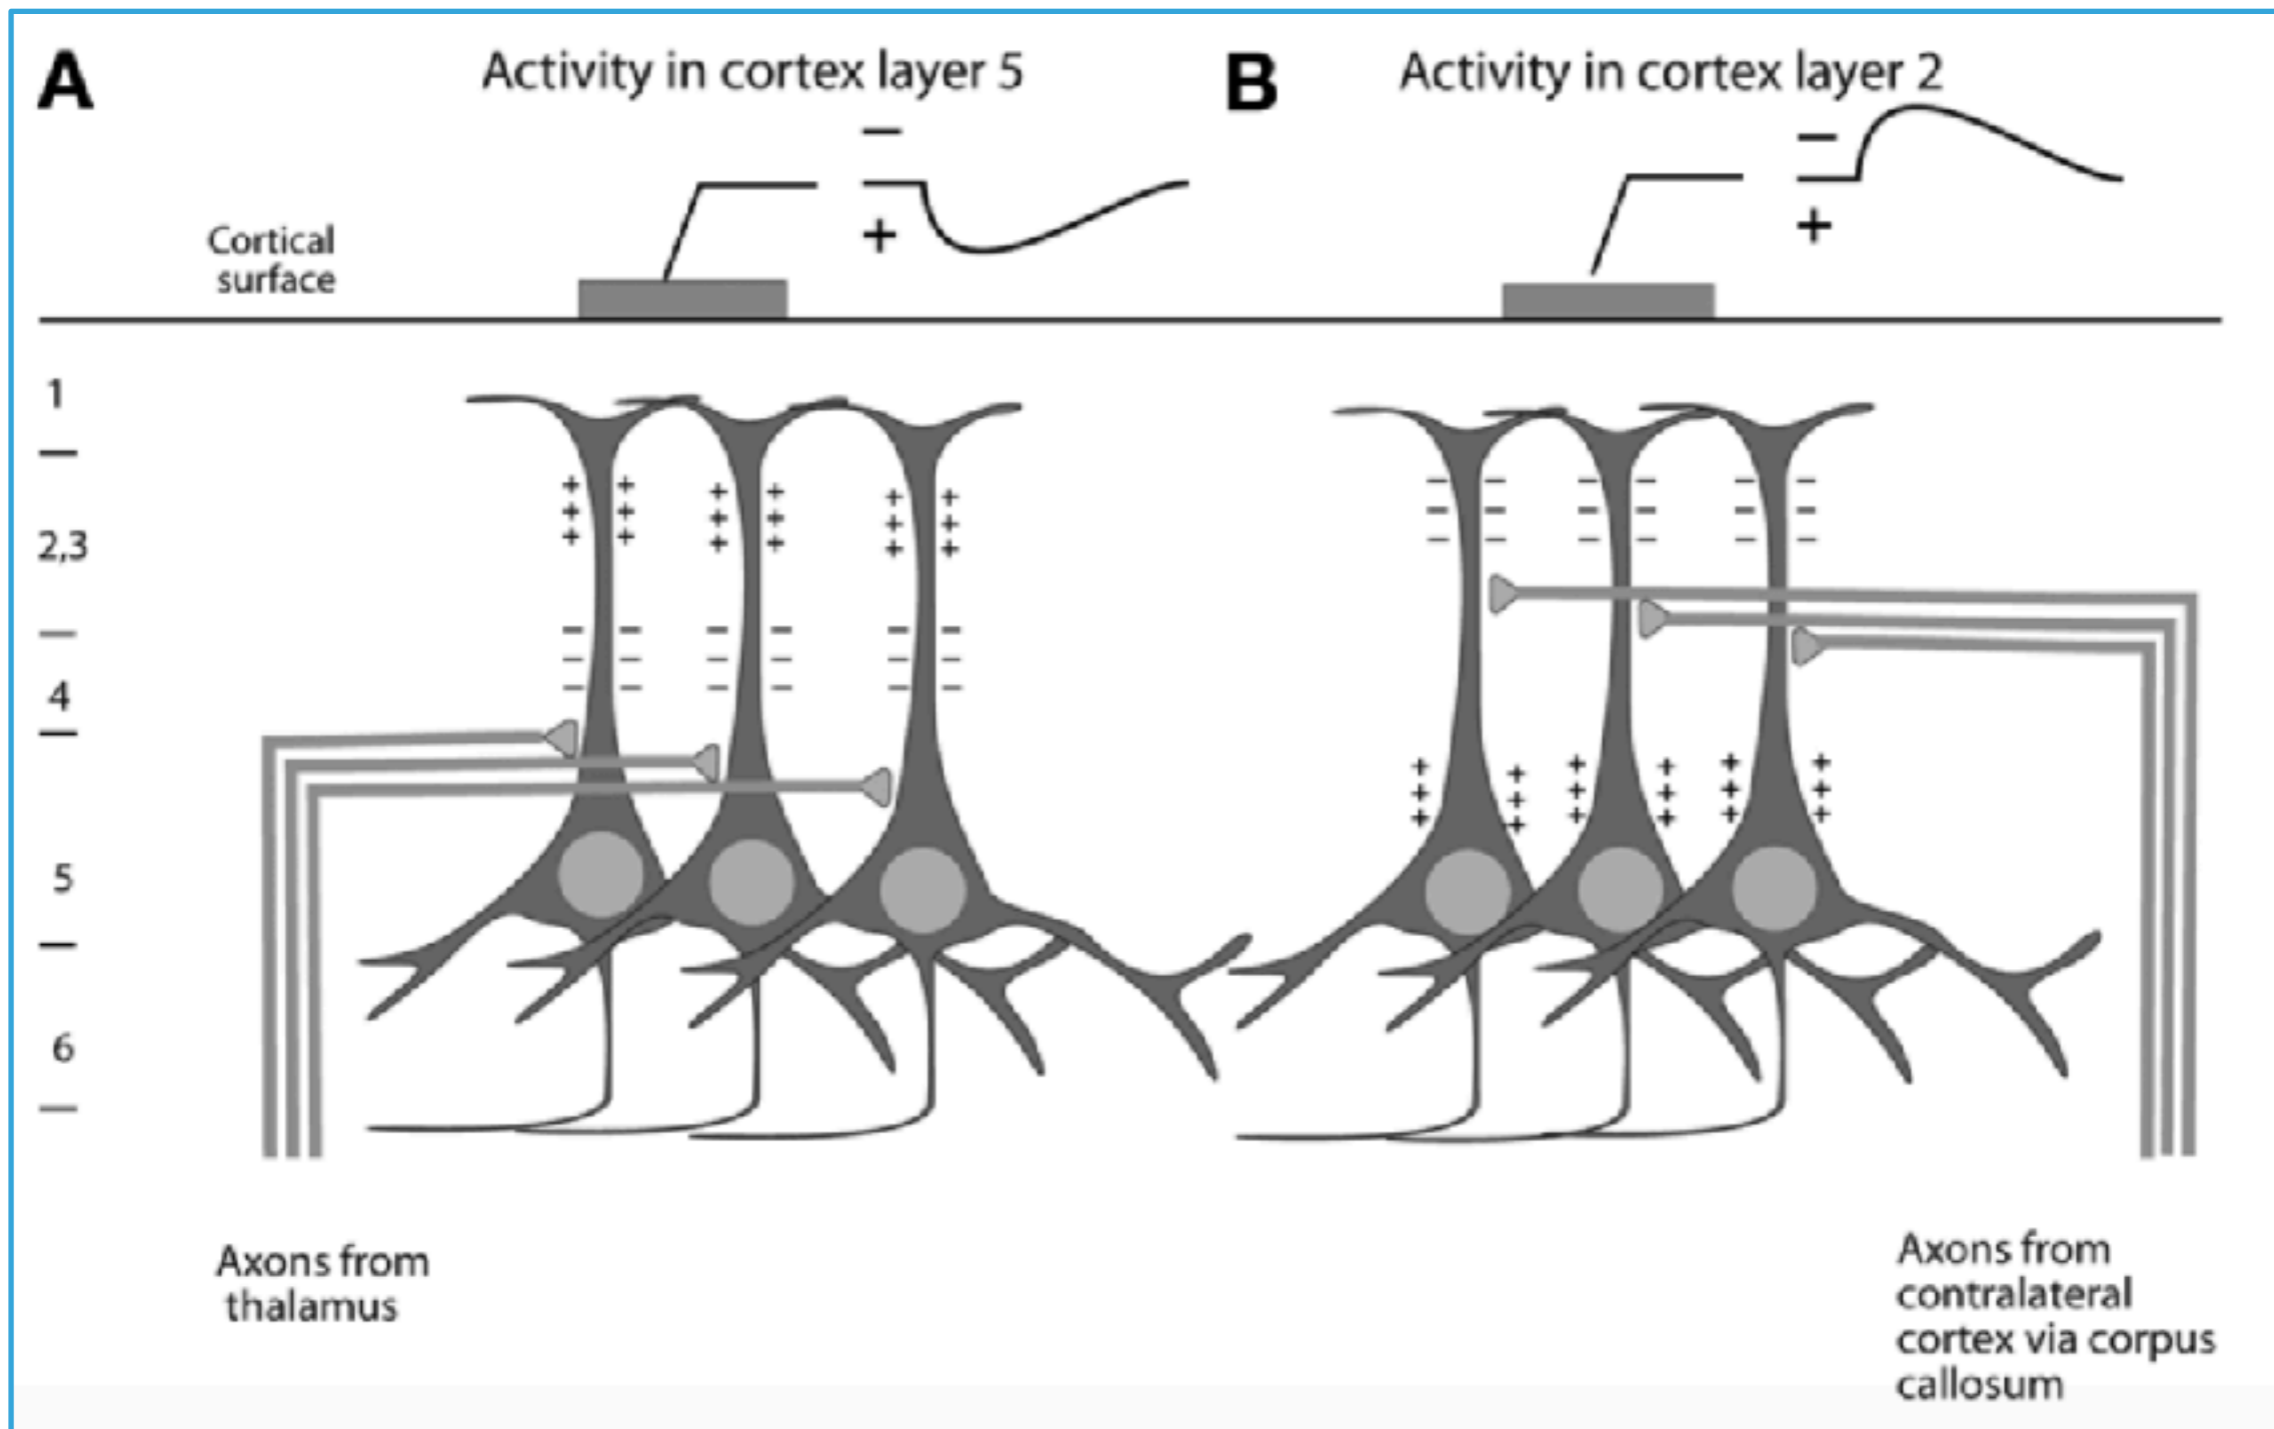 A
Activity in cortex layer 5
B
Activity in cortex layer 2
−
+
−
+
Cortical
surface
1
2,3
4
5
6
Axons from
thalamus
Axons from
contralateral
cortex via corpus
callosum